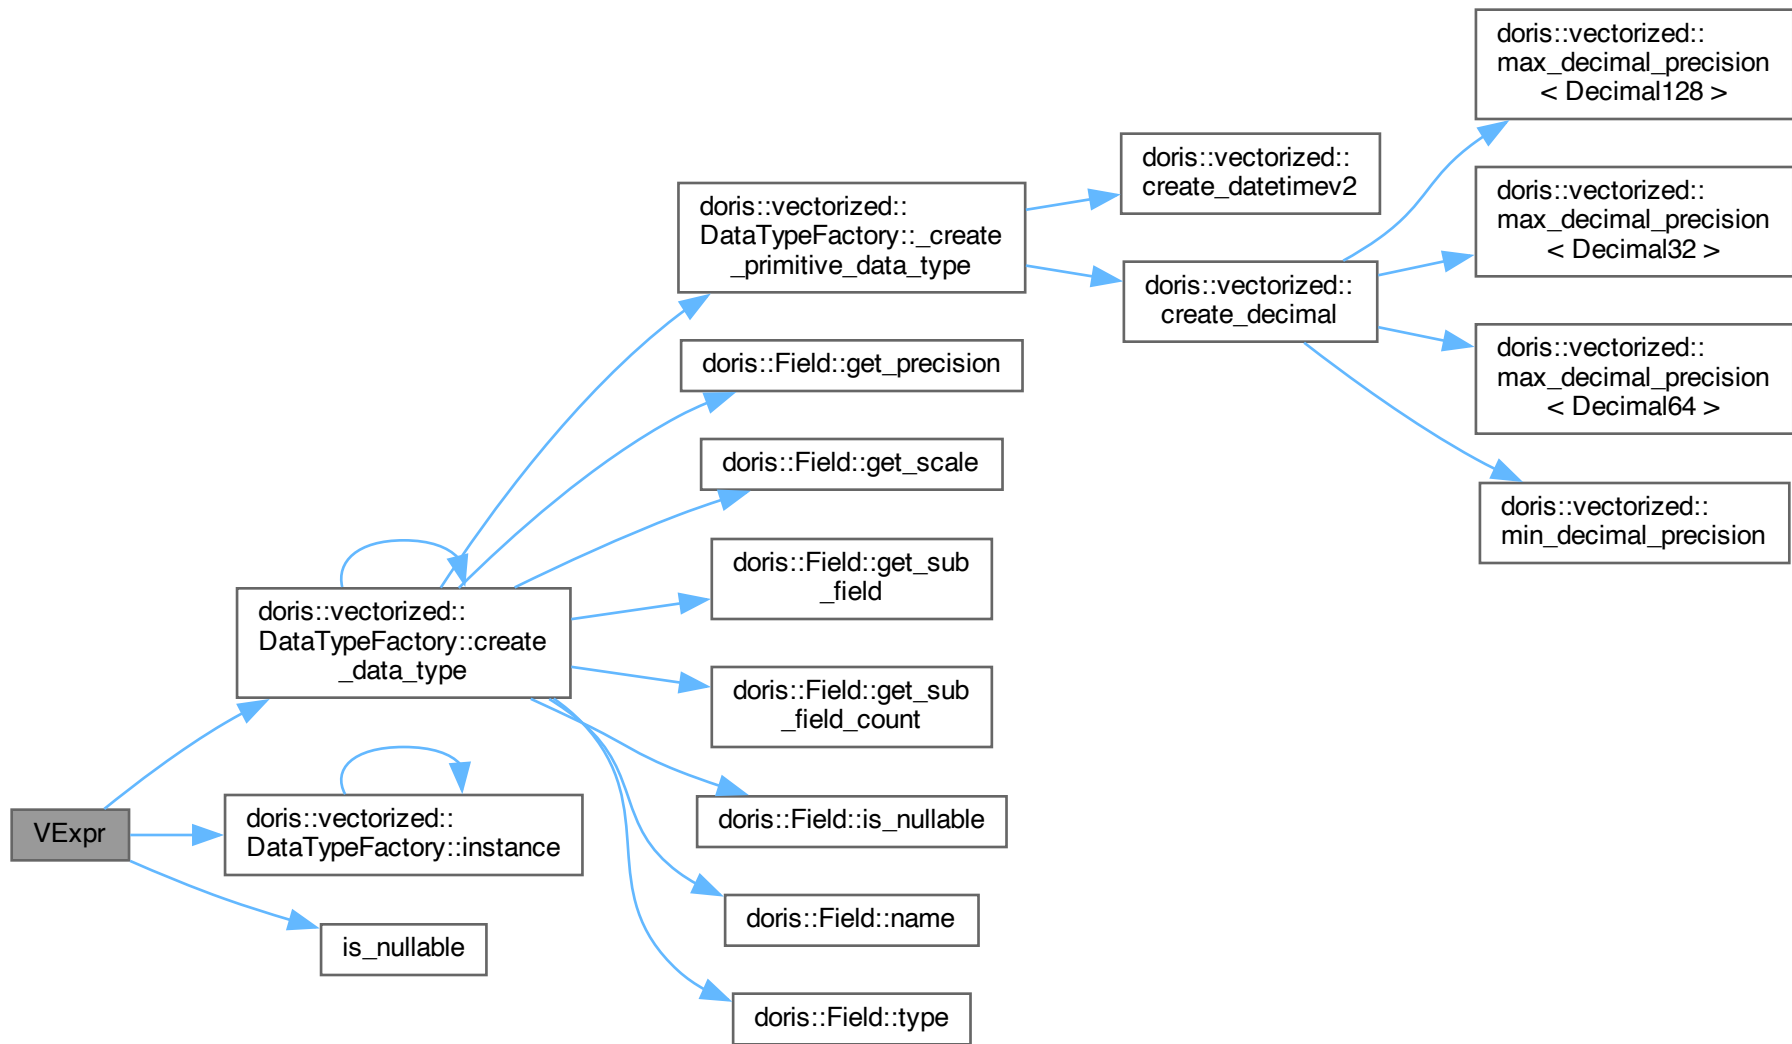 VExpr
doris::vectorized::
DataTypeFactory::create
_data_type
doris::vectorized::
DataTypeFactory::instance
is_nullable
doris::vectorized::
DataTypeFactory::_create
_primitive_data_type
doris::Field::get_precision
doris::Field::get_scale
doris::Field::get_sub
_field
doris::Field::get_sub
_field_count
doris::Field::is_nullable
doris::Field::name
doris::Field::type
doris::vectorized::
create_datetimev2
doris::vectorized::
create_decimal
doris::vectorized::
max_decimal_precision
< Decimal128 >
doris::vectorized::
max_decimal_precision
< Decimal32 >
doris::vectorized::
max_decimal_precision
< Decimal64 >
doris::vectorized::
min_decimal_precision